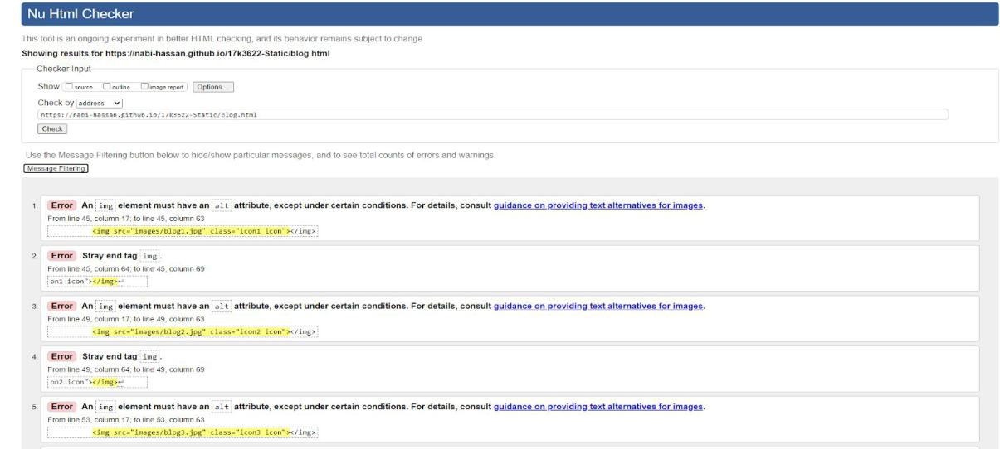 Nu Html Checker
This tool is an ongoing experiment in better HTML checking, and its behavior remains subject to change
Showing results for https://nabi-hassan.github.io/17k3622-Static/blog.html
Checker Input
Show source outline image report Options...
Check by address
https://nabi-hassan.github.io/17k3622-Static/blog.html
Check
Use the Message Filtering button below to hide/show particular messages, and to see total counts of errors and warnings.
Message Filtering
1. Error An img element must have an alt attribute, except under certain conditions. For details, consult guidance on providing text alternatives for images.
From line 45, column 17; to line 45, column 63
<img src="images/blog1.jpg" class="icon1 icon"></img>
2. Error Stray end tag img.
From line 45, column 64; to line 45, column 69
on1 icon"></img>↩
3. Error An img element must have an alt attribute, except under certain conditions. For details, consult guidance on providing text alternatives for images.
From line 49, column 17; to line 49, column 63
<img src="images/blog2.jpg" class="icon2 icon"></img>
4. Error Stray end tag img.
From line 49, column 64; to line 49, column 69
on2 icon"></img>↩
5. Error An img element must have an alt attribute, except under certain conditions. For details, consult guidance on providing text alternatives for images.
From line 53, column 17; to line 53, column 63
<img src="images/blog3.jpg" class="icon3 icon"></img>